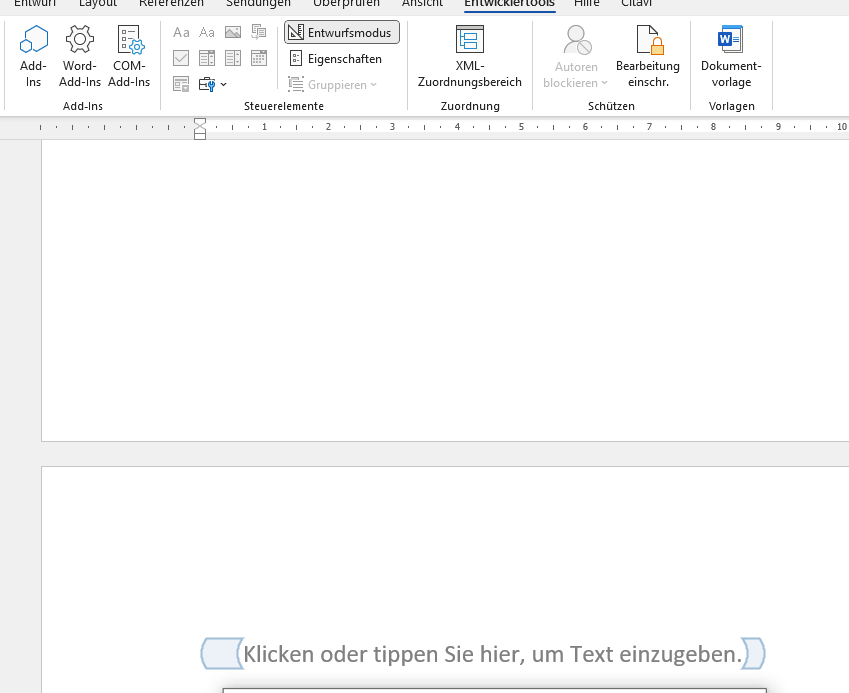 Entwurf Layout Referenzen Sendungen Überprüfen Ansicht Entwicklertools Hilfe Citavi
Aa Aa Entwurfsmodus
Eigenschaften
Gruppieren
Add-
Ins
Word-
Add-Ins
COM-
Add-Ins
XML-
Zuordnungsbereich
Autoren
blockieren
Bearbeitung
einschr.
Dokument-
vorlage
Add-Ins Steuerelemente Zuordnung Schützen Vorlagen
1 2 3 4 5 6 7 8 9 10
Klicken oder tippen Sie hier, um Text einzugeben.